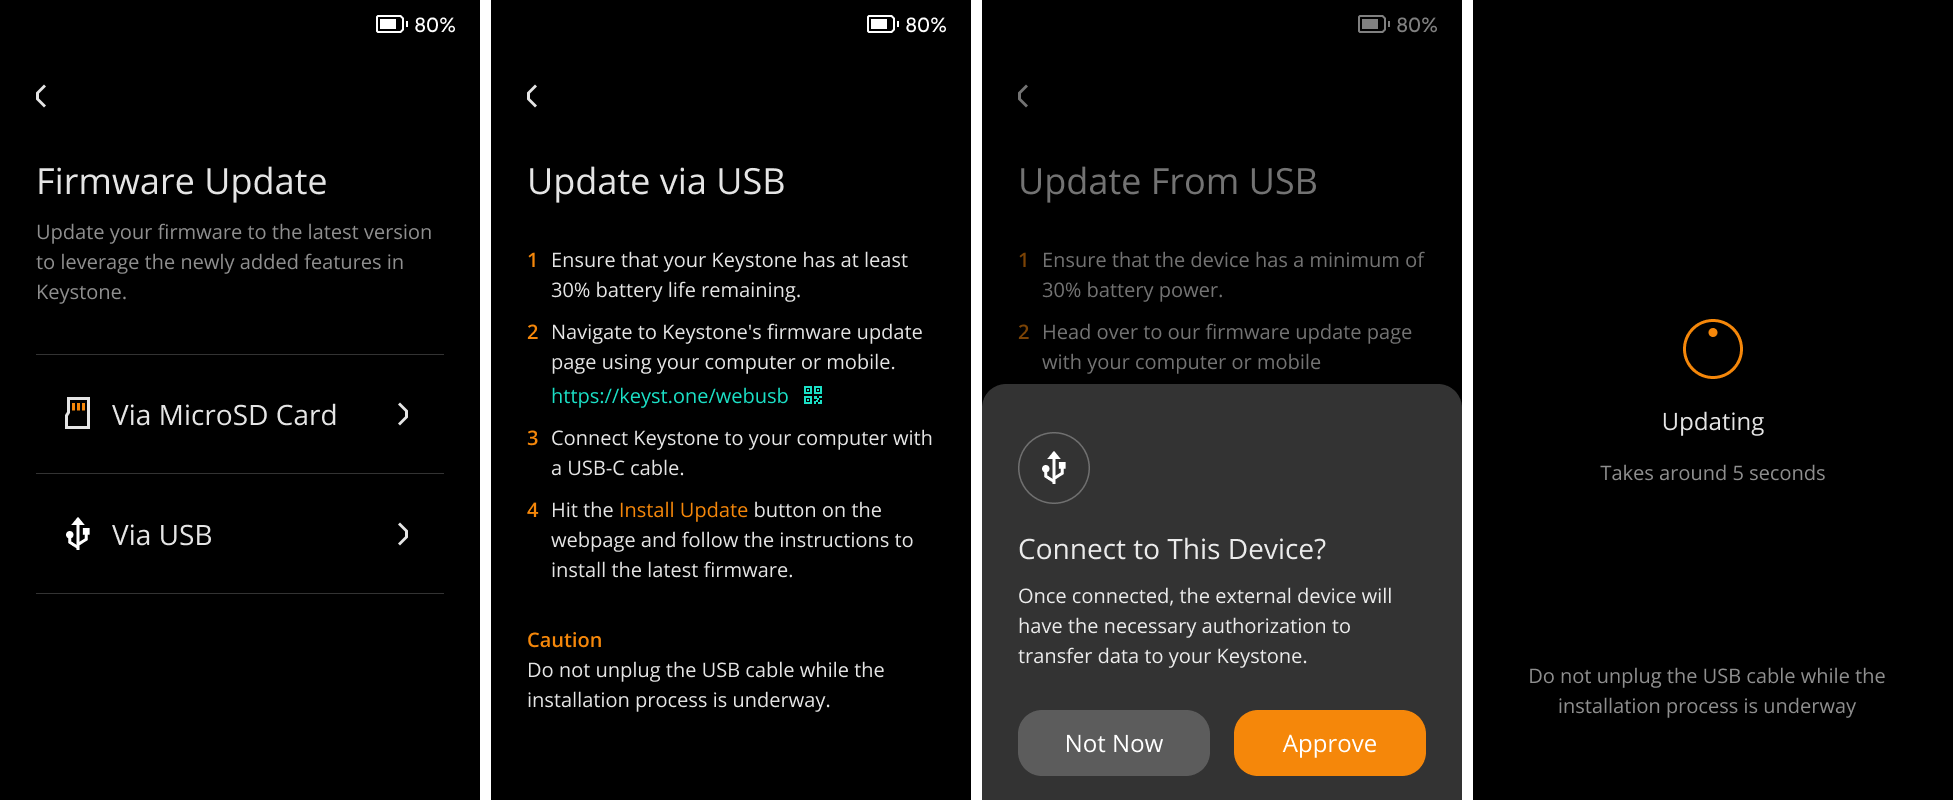 80%
Firmware Update
Update your firmware to the latest version
to leverage the newly added features in
Keystone.
Via MicroSD Card
Via USB
80%
Update via USB
1 Ensure that your Keystone has at least
30% battery life remaining.
2 Navigate to Keystone's firmware update
page using your computer or mobile.
https://keyst.one/webusb
3 Connect Keystone to your computer with
a USB-C cable.
4 Hit the Install Update button on the
webpage and follow the instructions to
install the latest firmware.
Caution
Do not unplug the USB cable while the
installation process is underway.
80%
Update From USB
1 Ensure that the device has a minimum of
30% battery power.
2 Head over to our firmware update page
with your computer or mobile
Connect to This Device?
Once connected, the external device will
have the necessary authorization to
transfer data to your Keystone.
Not Now
Approve
Updating
Takes around 5 seconds
Do not unplug the USB cable while the
installation process is underway